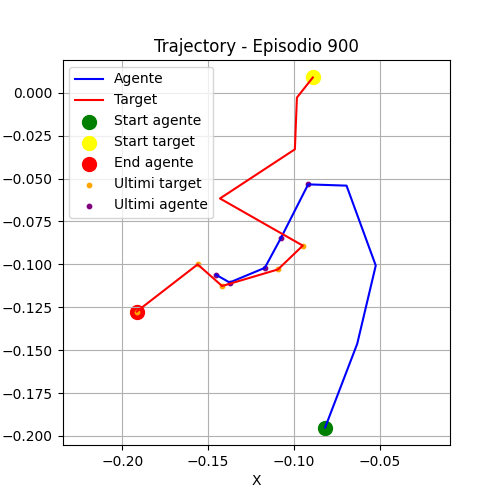 Trajectory - Episodio 900
Agente
Target
Start agente
Start target
End agente
Ultimi target
Ultimi agente
0.000
−0.025
−0.050
−0.075
−0.100
−0.125
−0.150
−0.175
−0.200
−0.20
−0.15
−0.10
−0.05
X